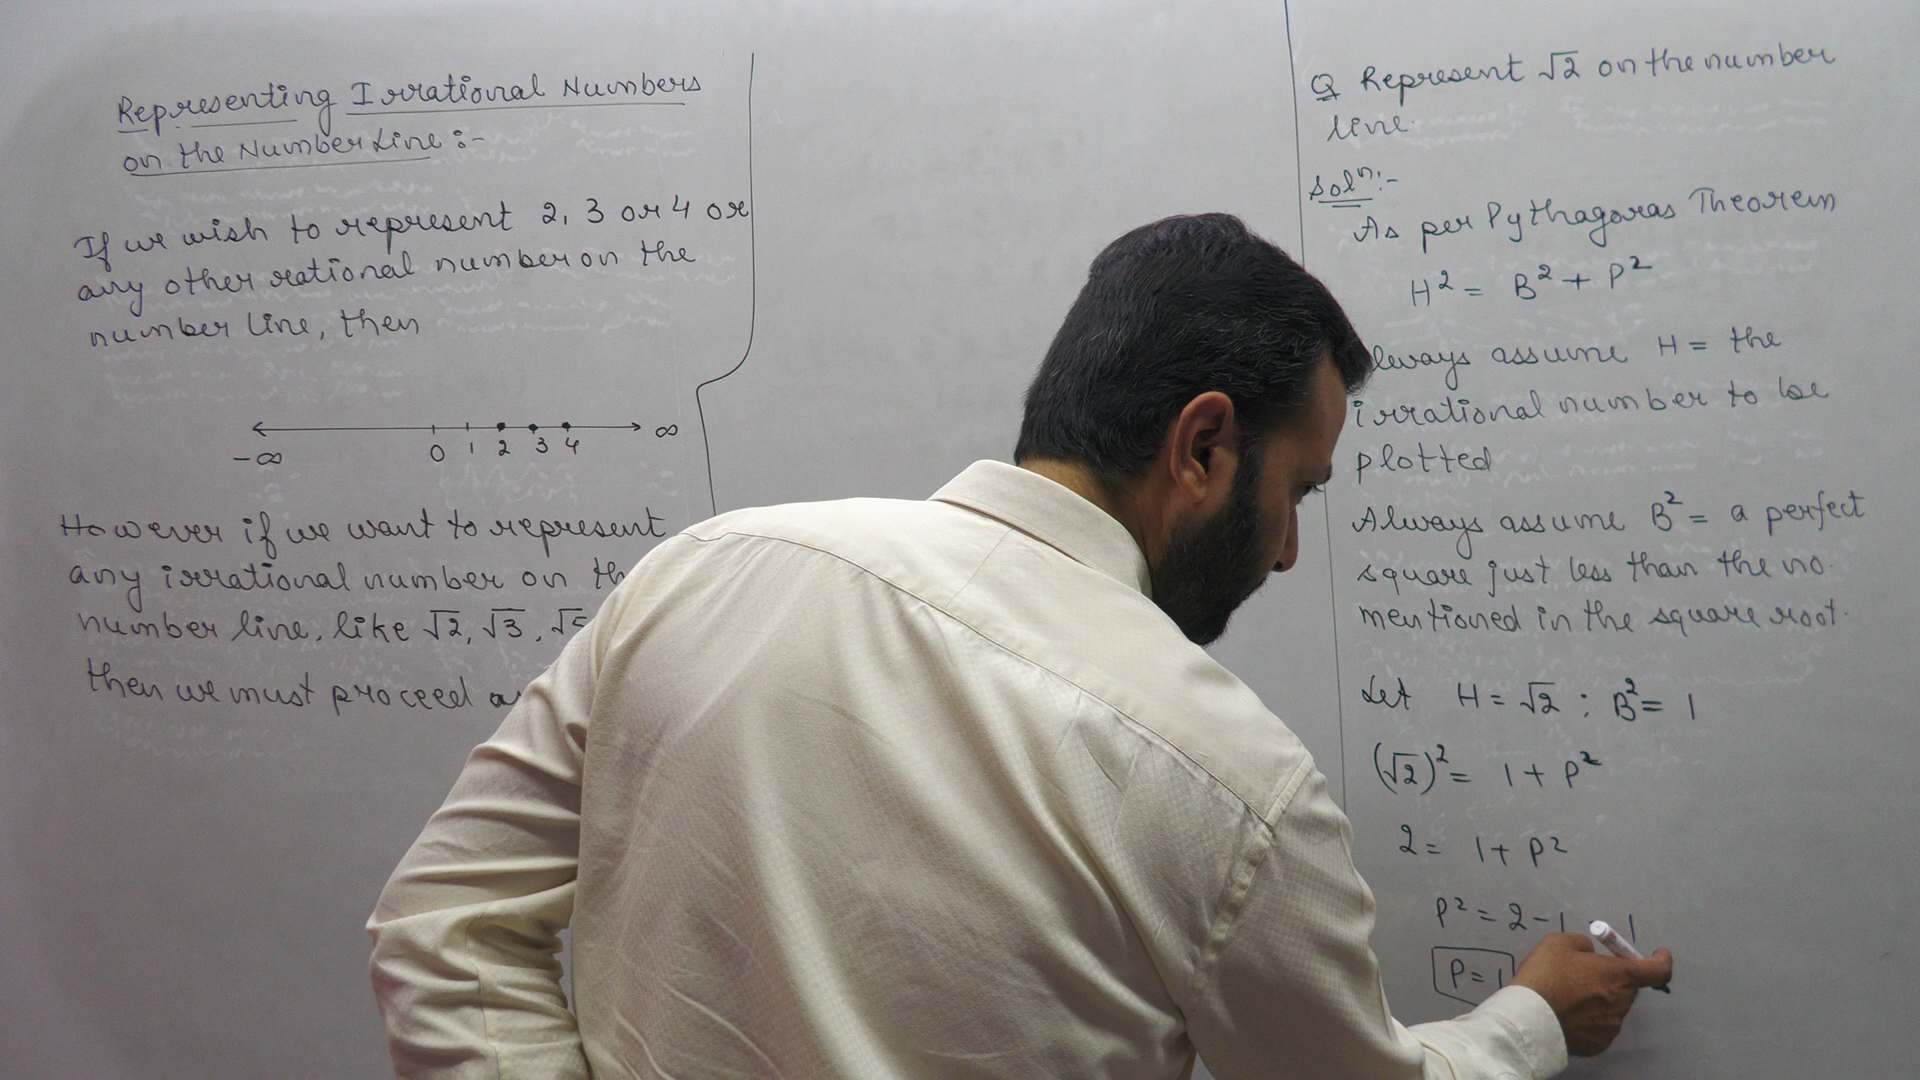 Representing Irrational Numbers
on the Number Line :-
If we wish to represent 2, 3 or 4 or
any other rational number on the
number line, then
-∞ 0 1 2 3 4 ∞
However if we want to represent
any irrational number on
number line, like √2, √3,
then we must proceed
Q Represent √2 on the number
line.
Solⁿ:-
As per Pythagoras Theorem
H² = B² + P²
assume H = the
irrational number to be
plotted
Always assume B² = a perfect
square just less than the no.
mentioned in the square root.
Let H = √2 ; B² = 1
(√2)² = 1 + P²
2 = 1 + P²
P² = 2 - 1 1
P = 1